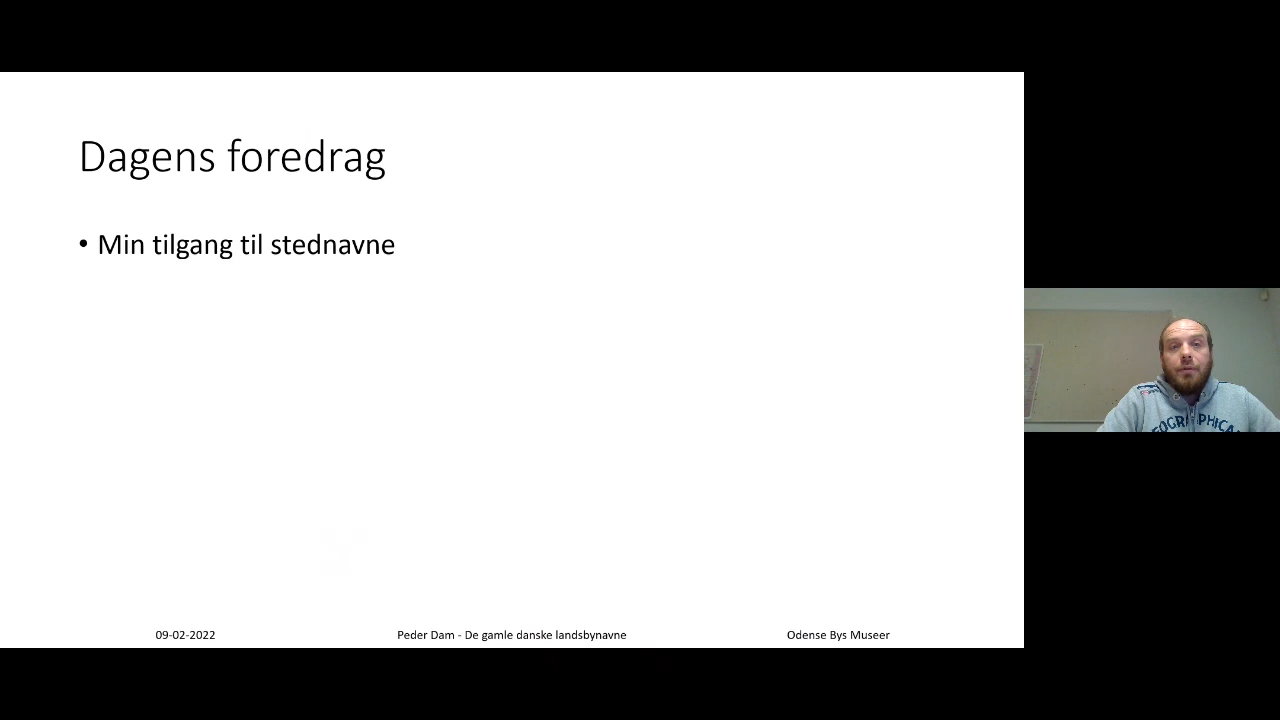 Dagens foredrag
• Min tilgang til stednavne
09-02-2022
Peder Dam - De gamle danske landsbynavne
Odense Bys Museer